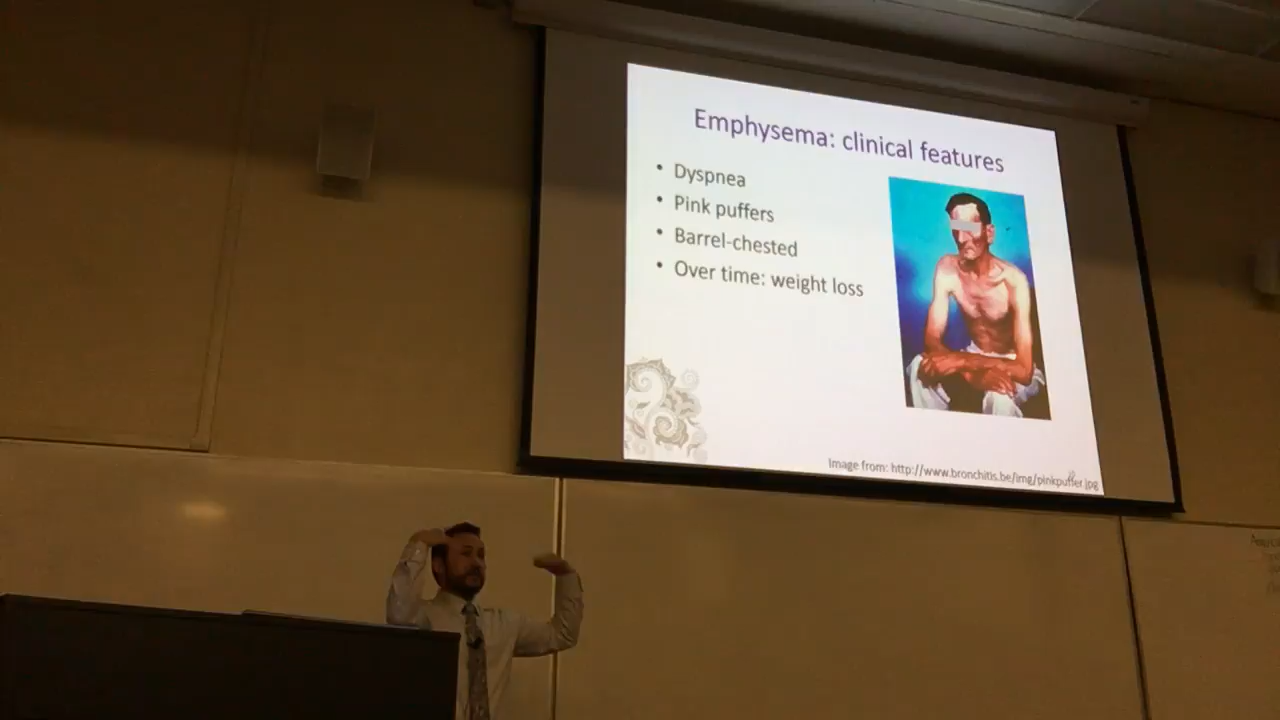 Emphysema: clinical features
• Dyspnea
• Pink puffers
• Barrel-chested
• Over time: weight loss
Image from: http://www.bronchitis.be/img/pinkpuffer.jpg